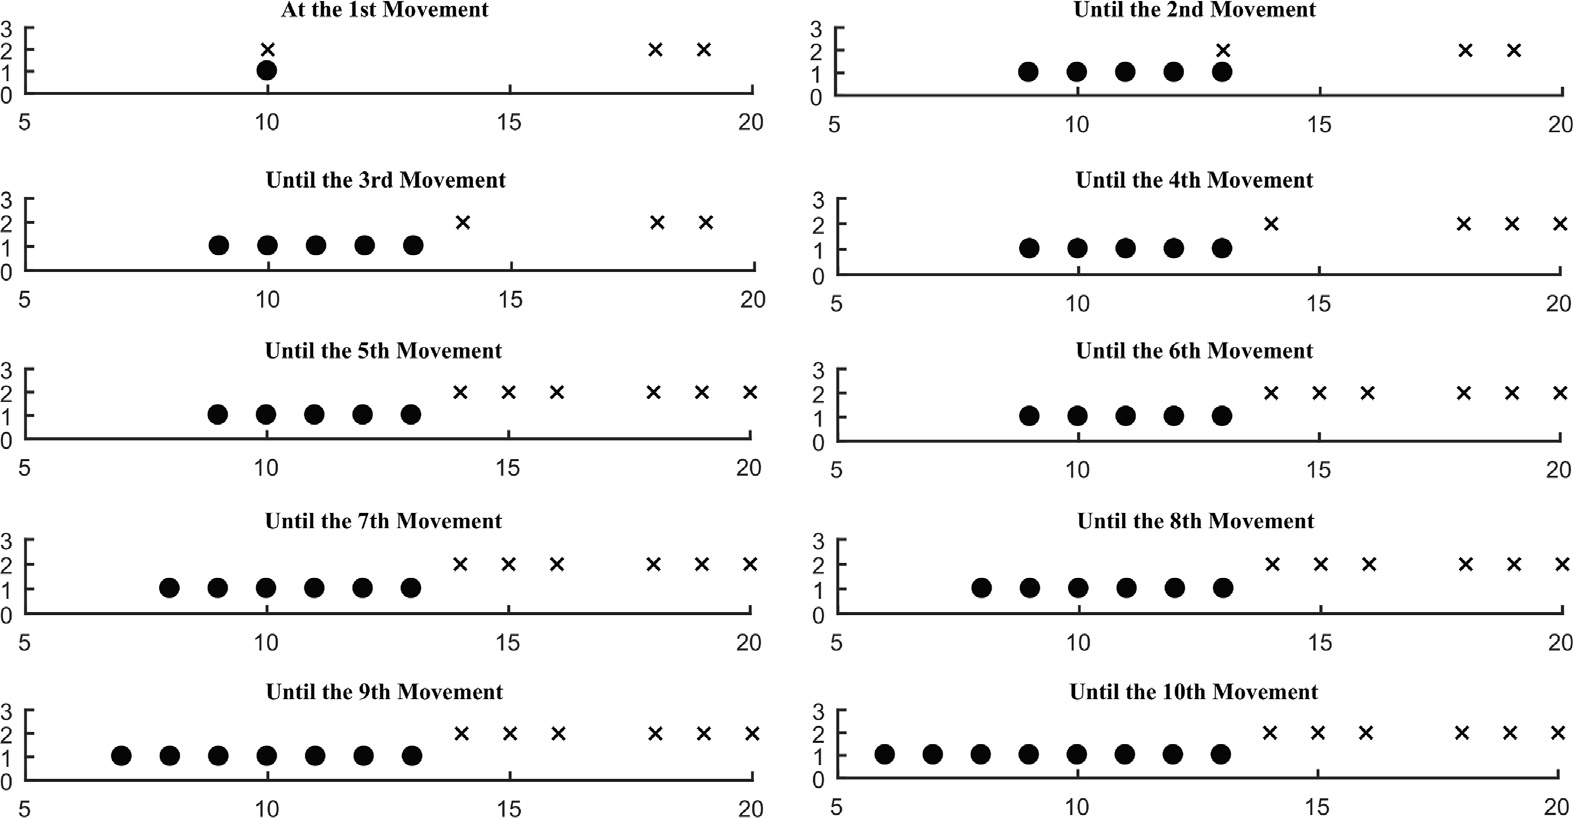 At the 1st Movement
3
2
1
0
5 10 15 20
Until the 2nd Movement
3
2
1
0
5 10 15 20
Until the 3rd Movement
3
2
1
0
5 10 15 20
Until the 4th Movement
3
2
1
0
5 10 15 20
Until the 5th Movement
3
2
1
0
5 10 15 20
Until the 6th Movement
3
2
1
0
5 10 15 20
Until the 7th Movement
3
2
1
0
5 10 15 20
Until the 8th Movement
3
2
1
0
5 10 15 20
Until the 9th Movement
3
2
1
0
5 10 15 20
Until the 10th Movement
3
2
1
0
5 10 15 20